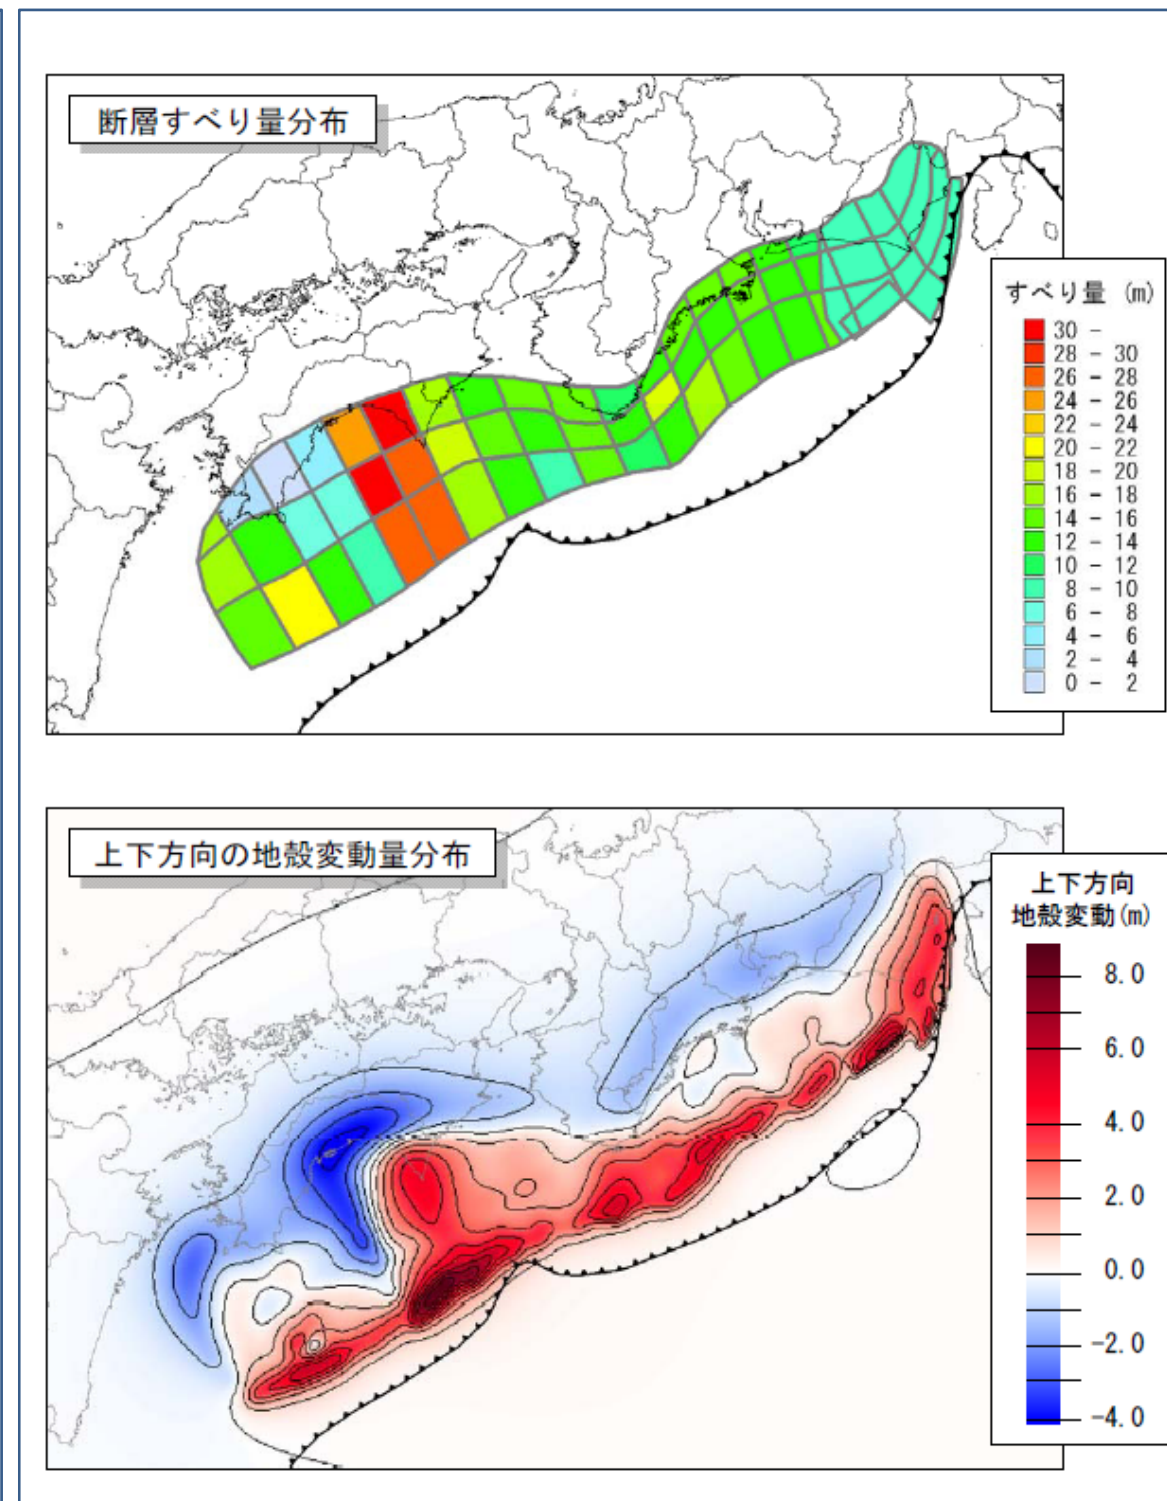 断層すべり量分布
すべり量 (m)
30 -
28 - 30
26 - 28
24 - 26
22 - 24
20 - 22
18 - 20
16 - 18
14 - 16
12 - 14
10 - 12
8 - 10
6 - 8
4 - 6
2 - 4
0 - 2
上下方向の地殻変動量分布
上下方向
地殻変動(m)
8.0
6.0
4.0
2.0
0.0
-2.0
-4.0